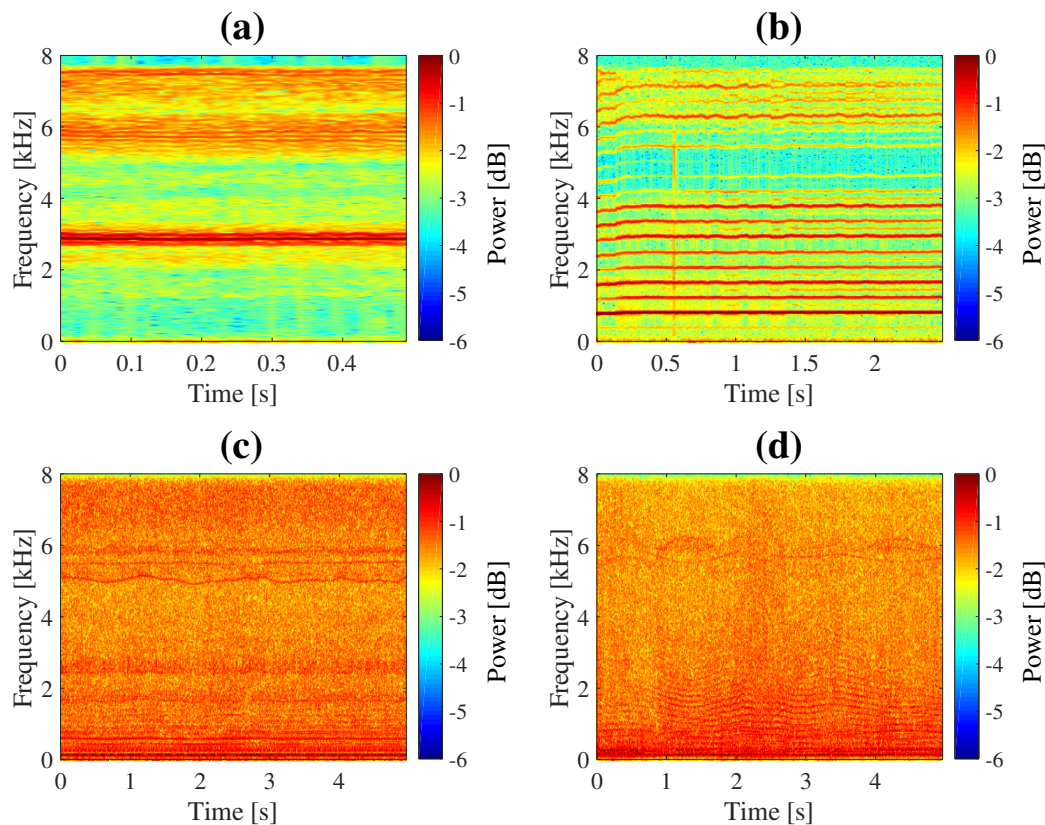 (a)
8
6
4
2
0
Frequency [kHz]
0 0.1 0.2 0.3 0.4
Time [s]
0
-1
-2
-3
-4
-5
-6
Power [dB]
(b)
8
6
4
2
0
Frequency [kHz]
0 0.5 1 1.5 2
Time [s]
0
-1
-2
-3
-4
-5
-6
Power [dB]
(c)
8
6
4
2
0
Frequency [kHz]
0 1 2 3 4
Time [s]
0
-1
-2
-3
-4
-5
-6
Power [dB]
(d)
8
6
4
2
0
Frequency [kHz]
0 1 2 3 4
Time [s]
0
-1
-2
-3
-4
-5
-6
Power [dB]